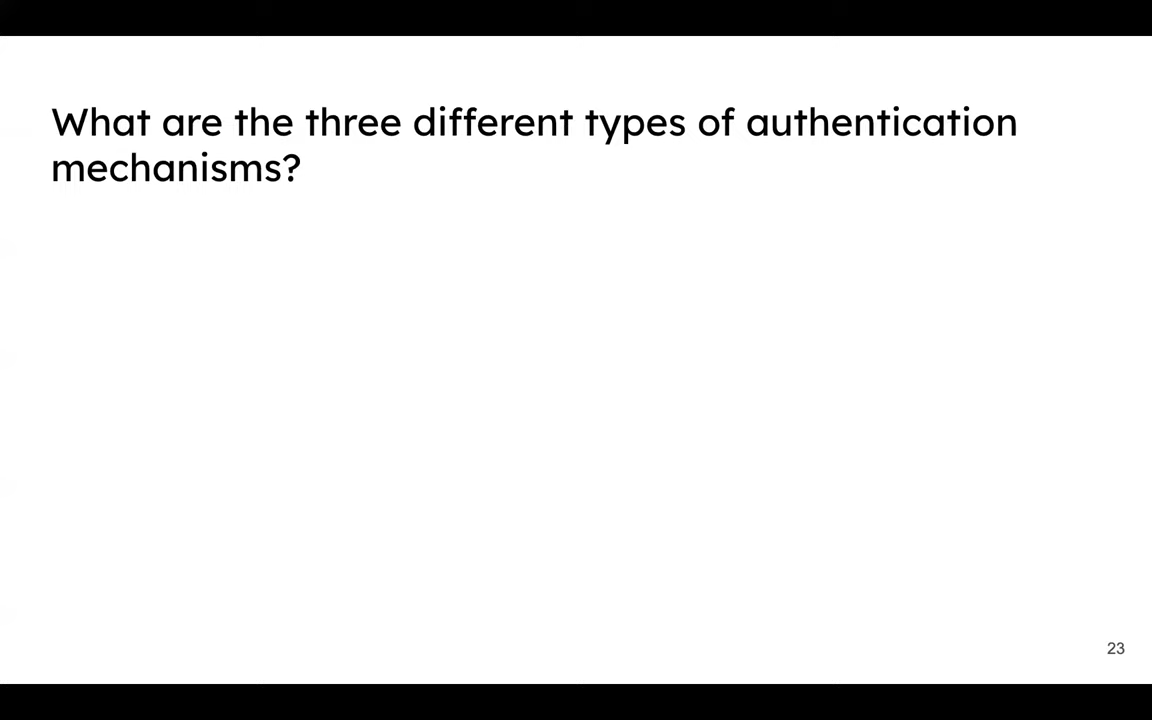 What are the three different types of authentication
mechanisms?
23